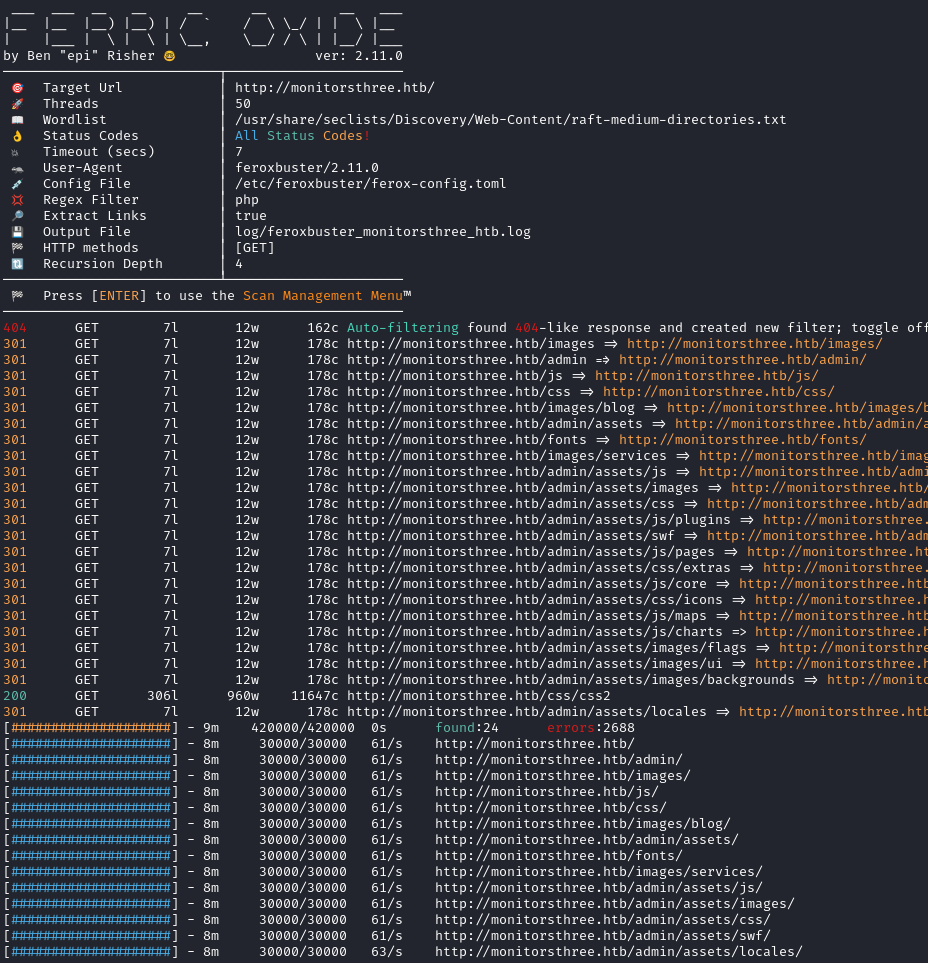 FERRIC OXIDE
by Ben "epi" Risher 🤓 ver: 2.11.0
🎯 Target Url │ http://monitorsthree.htb/
🚀 Threads │ 50
📖 Wordlist │ /usr/share/seclists/Discovery/Web-Content/raft-medium-directories.txt
👌 Status Codes │ All Status Codes!
💥 Timeout (secs) │ 7
🦡 User-Agent │ feroxbuster/2.11.0
💉 Config File │ /etc/feroxbuster/ferox-config.toml
💢 Regex Filter │ php
🔎 Extract Links │ true
💾 Output File │ log/feroxbuster_monitorsthree_htb.log
🏁 HTTP methods │ [GET]
🔃 Recursion Depth │ 4
🏁 Press [ENTER] to use the Scan Management Menu™
404 GET 7l 12w 162c Auto-filtering found 404-like response and created new filter; toggle off
301 GET 7l 12w 178c http://monitorsthree.htb/images => http://monitorsthree.htb/images/
301 GET 7l 12w 178c http://monitorsthree.htb/admin => http://monitorsthree.htb/admin/
301 GET 7l 12w 178c http://monitorsthree.htb/js => http://monitorsthree.htb/js/
301 GET 7l 12w 178c http://monitorsthree.htb/css => http://monitorsthree.htb/css/
301 GET 7l 12w 178c http://monitorsthree.htb/images/blog => http://monitorsthree.htb/images/b
301 GET 7l 12w 178c http://monitorsthree.htb/admin/assets => http://monitorsthree.htb/admin/a
301 GET 7l 12w 178c http://monitorsthree.htb/fonts => http://monitorsthree.htb/fonts/
301 GET 7l 12w 178c http://monitorsthree.htb/images/services => http://monitorsthree.htb/imag
301 GET 7l 12w 178c http://monitorsthree.htb/admin/assets/js => http://monitorsthree.htb/admi
301 GET 7l 12w 178c http://monitorsthree.htb/admin/assets/images => http://monitorsthree.htb/
301 GET 7l 12w 178c http://monitorsthree.htb/admin/assets/css => http://monitorsthree.htb/adm
301 GET 7l 12w 178c http://monitorsthree.htb/admin/assets/js/plugins => http://monitorsthree.
301 GET 7l 12w 178c http://monitorsthree.htb/admin/assets/swf => http://monitorsthree.htb/adm
301 GET 7l 12w 178c http://monitorsthree.htb/admin/assets/js/pages => http://monitorsthree.ht
301 GET 7l 12w 178c http://monitorsthree.htb/admin/assets/css/extras => http://monitorsthree.
301 GET 7l 12w 178c http://monitorsthree.htb/admin/assets/js/core => http://monitorsthree.htb
301 GET 7l 12w 178c http://monitorsthree.htb/admin/assets/css/icons => http://monitorsthree.h
301 GET 7l 12w 178c http://monitorsthree.htb/admin/assets/js/maps => http://monitorsthree.htb
301 GET 7l 12w 178c http://monitorsthree.htb/admin/assets/js/charts => http://monitorsthree.h
301 GET 7l 12w 178c http://monitorsthree.htb/admin/assets/images/flags => http://monitorsthre
301 GET 7l 12w 178c http://monitorsthree.htb/admin/assets/images/ui => http://monitorsthree.h
301 GET 7l 12w 178c http://monitorsthree.htb/admin/assets/images/backgrounds => http://monito
200 GET 306l 960w 11647c http://monitorsthree.htb/css/css2
301 GET 7l 12w 178c http://monitorsthree.htb/admin/assets/locales => http://monitorsthree.htb
[####################] - 9m 420000/420000 0s found:24 errors:2688
[####################] - 8m 30000/30000 61/s http://monitorsthree.htb/
[####################] - 8m 30000/30000 61/s http://monitorsthree.htb/admin/
[####################] - 8m 30000/30000 61/s http://monitorsthree.htb/images/
[####################] - 8m 30000/30000 61/s http://monitorsthree.htb/js/
[####################] - 8m 30000/30000 61/s http://monitorsthree.htb/css/
[####################] - 8m 30000/30000 61/s http://monitorsthree.htb/images/blog/
[####################] - 8m 30000/30000 61/s http://monitorsthree.htb/admin/assets/
[####################] - 8m 30000/30000 61/s http://monitorsthree.htb/fonts/
[####################] - 8m 30000/30000 61/s http://monitorsthree.htb/images/services/
[####################] - 8m 30000/30000 61/s http://monitorsthree.htb/admin/assets/js/
[####################] - 8m 30000/30000 61/s http://monitorsthree.htb/admin/assets/images/
[####################] - 8m 30000/30000 61/s http://monitorsthree.htb/admin/assets/css/
[####################] - 8m 30000/30000 61/s http://monitorsthree.htb/admin/assets/swf/
[####################] - 8m 30000/30000 63/s http://monitorsthree.htb/admin/assets/locales/